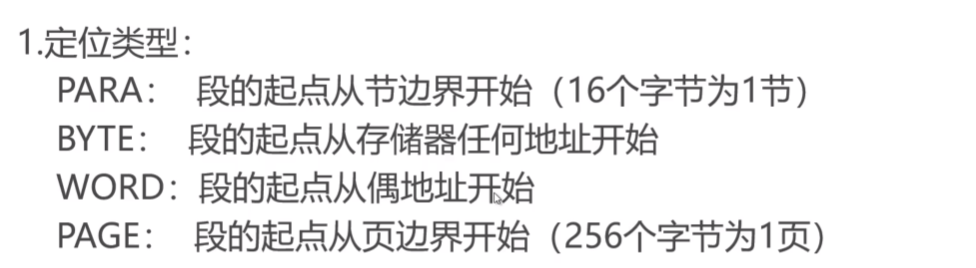 1.定位类型：
PARA： 段的起点从节边界开始（16个字节为1节）
BYTE： 段的起点从存储器任何地址开始
WORD：段的起点从偶地址开始
PAGE： 段的起点从页边界开始（256个字节为1页）